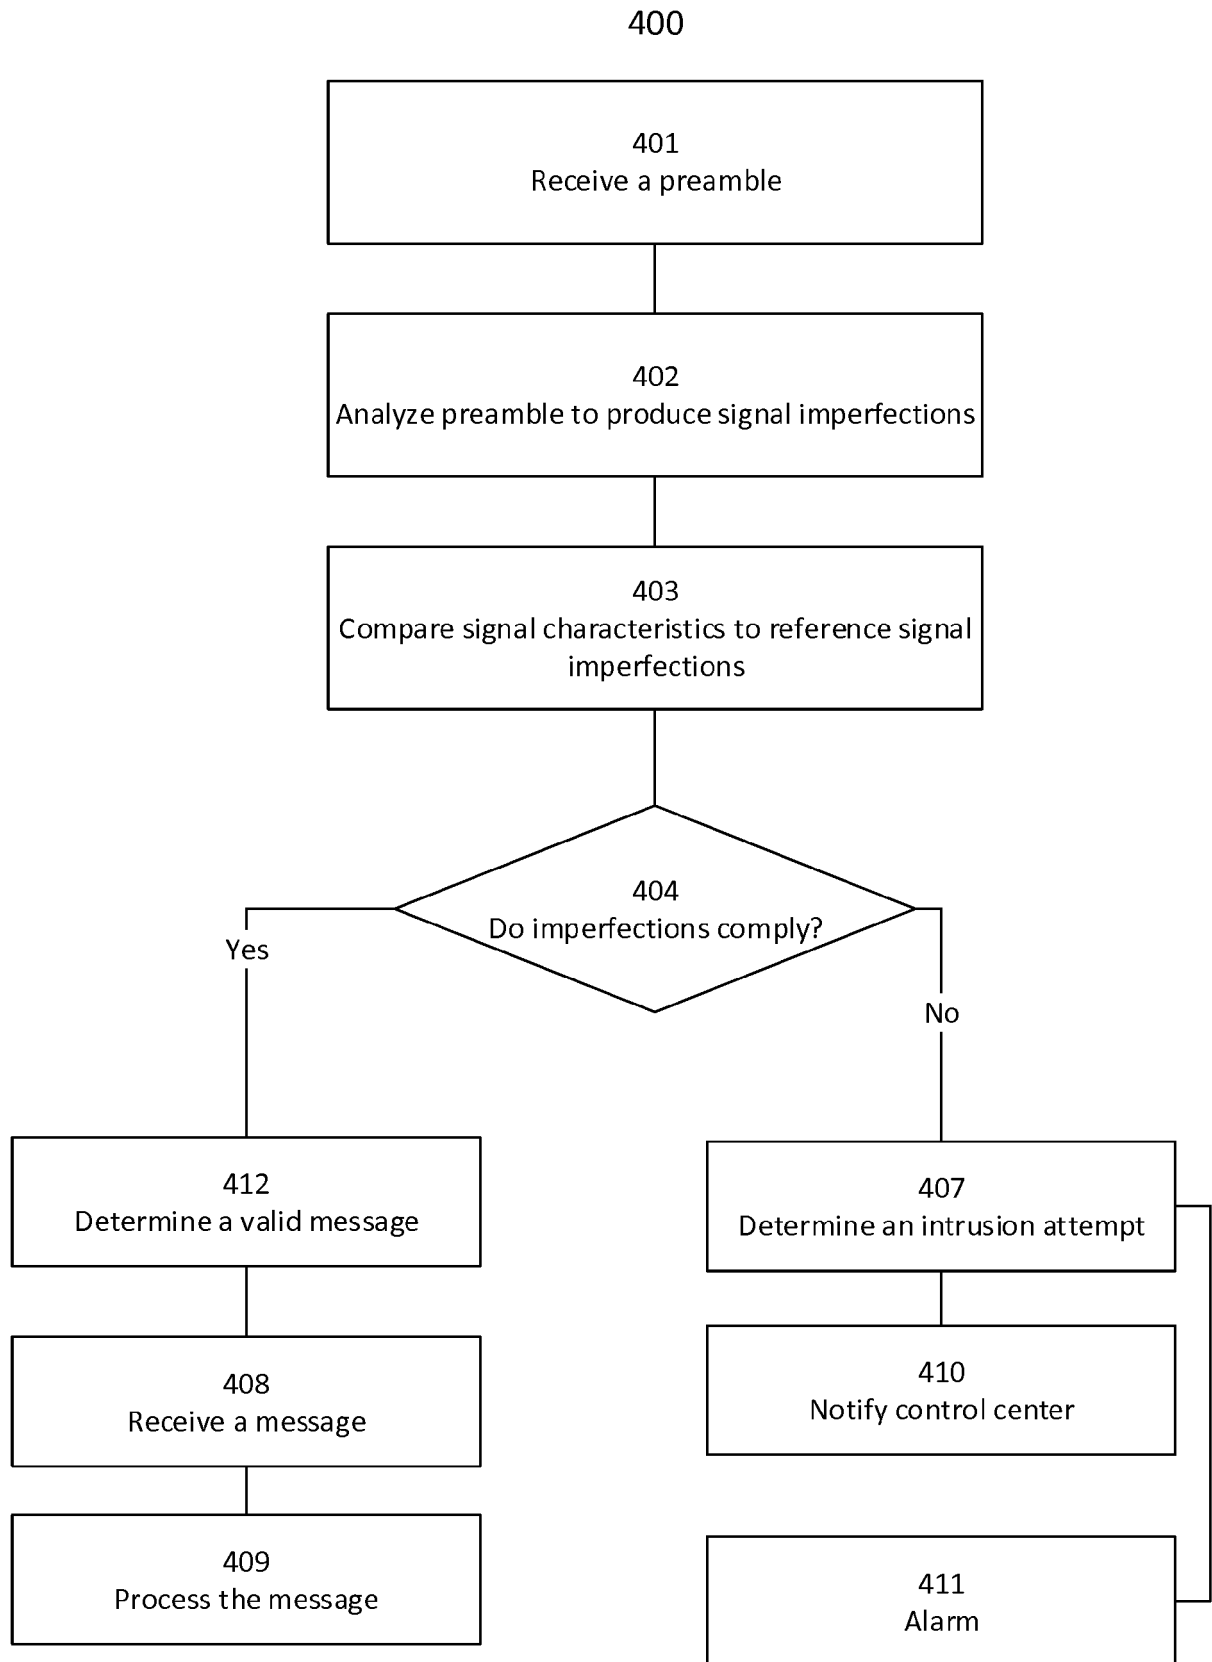 400
401
Receive a preamble
402
Analyze preamble to produce signal imperfections
403
Compare signal characteristics to reference signal
imperfections
404
Do imperfections comply?
Yes
No
412
Determine a valid message
407
Determine an intrusion attempt
408
Receive a message
410
Notify control center
409
Process the message
411
Alarm